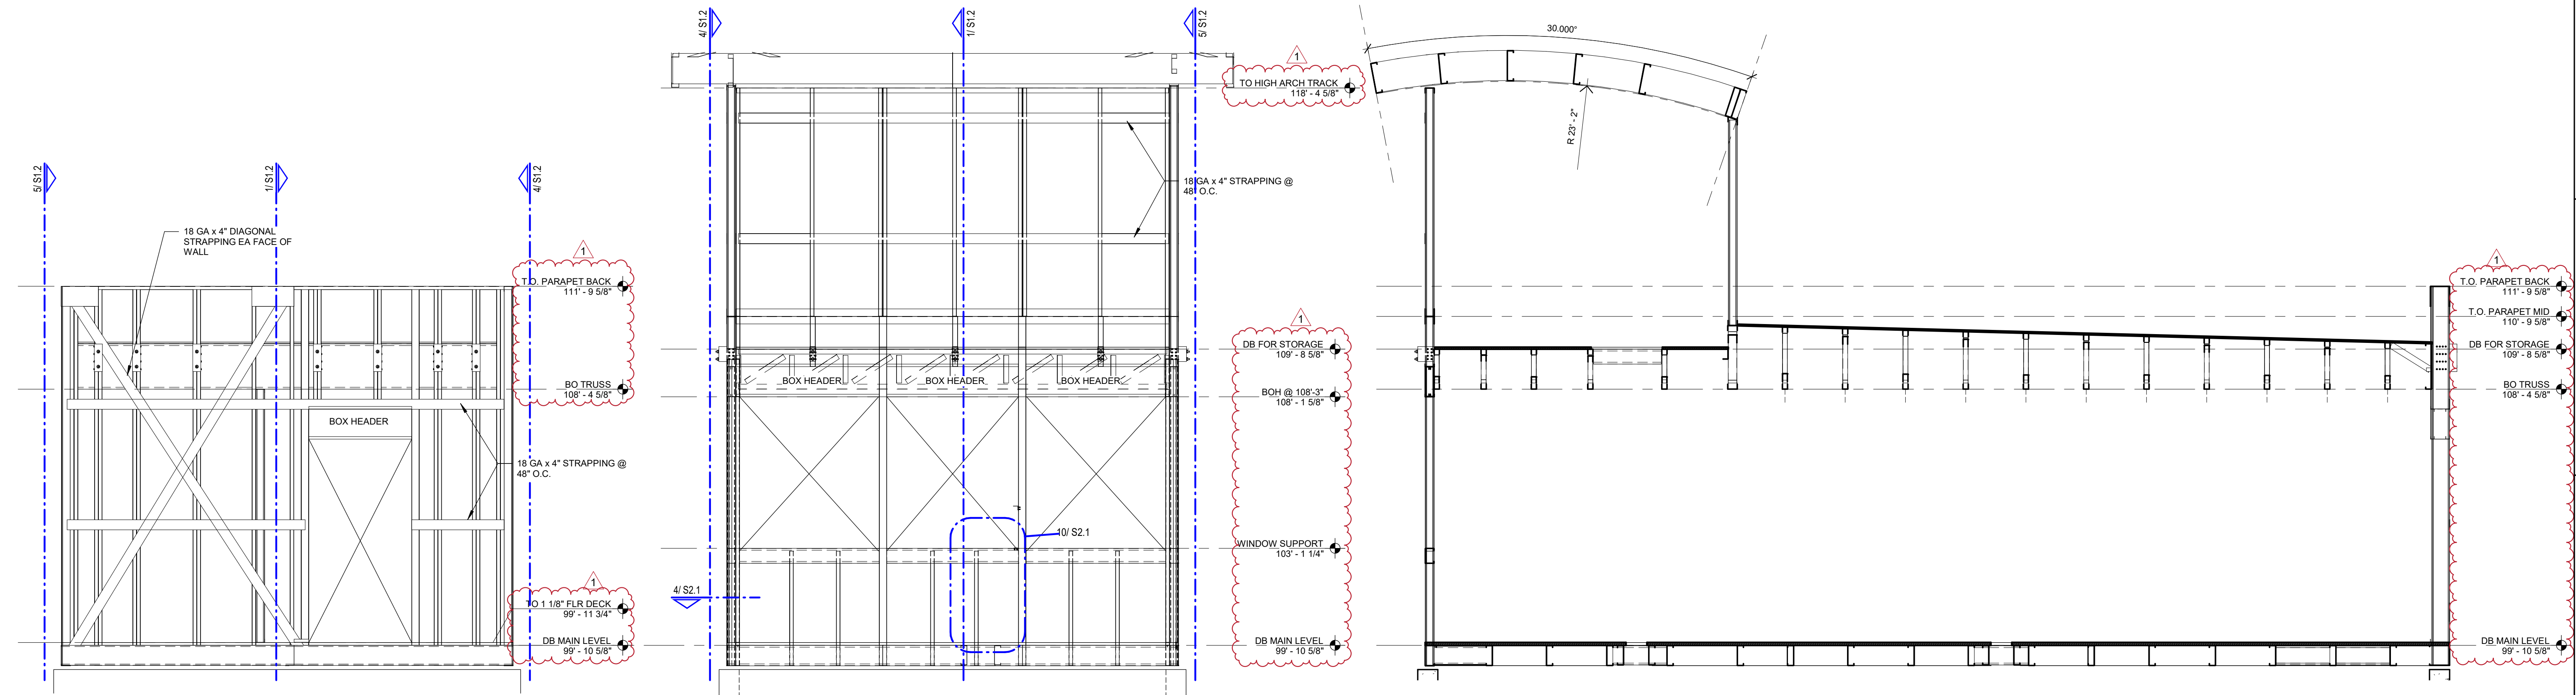 5/ S1.2
1/ S1.2
4/ S1.2
18 GA x 4" DIAGONAL
STRAPPING EA FACE OF
WALL
1
T.O. PARAPET BACK
111' - 9 5/8"
BO TRUSS
108' - 4 5/8"
BOX HEADER
18 GA x 4" STRAPPING @
48" O.C.
1
TO 1 1/8" FLR DECK
99' - 11 3/4"
DB MAIN LEVEL
99' - 10 5/8"
4/ S1.2
1/ S1.2
5/ S1.2
1
TO HIGH ARCH TRACK
118' - 4 5/8"
18 GA x 4" STRAPPING @
48" O.C.
1
DB FOR STORAGE
109' - 8 5/8"
BOX HEADER
BOX HEADER
BOX HEADER
BOH @ 108'-3"
108' - 1 5/8"
10/ S2.1
WINDOW SUPPORT
103' - 1 1/4"
4/ S2.1
DB MAIN LEVEL
99' - 10 5/8"
30.000°
R 23' - 2"
1
T.O. PARAPET BACK
111' - 9 5/8"
T.O. PARAPET MID
110' - 9 5/8"
DB FOR STORAGE
109' - 8 5/8"
BO TRUSS
108' - 4 5/8"
DB MAIN LEVEL
99' - 10 5/8"